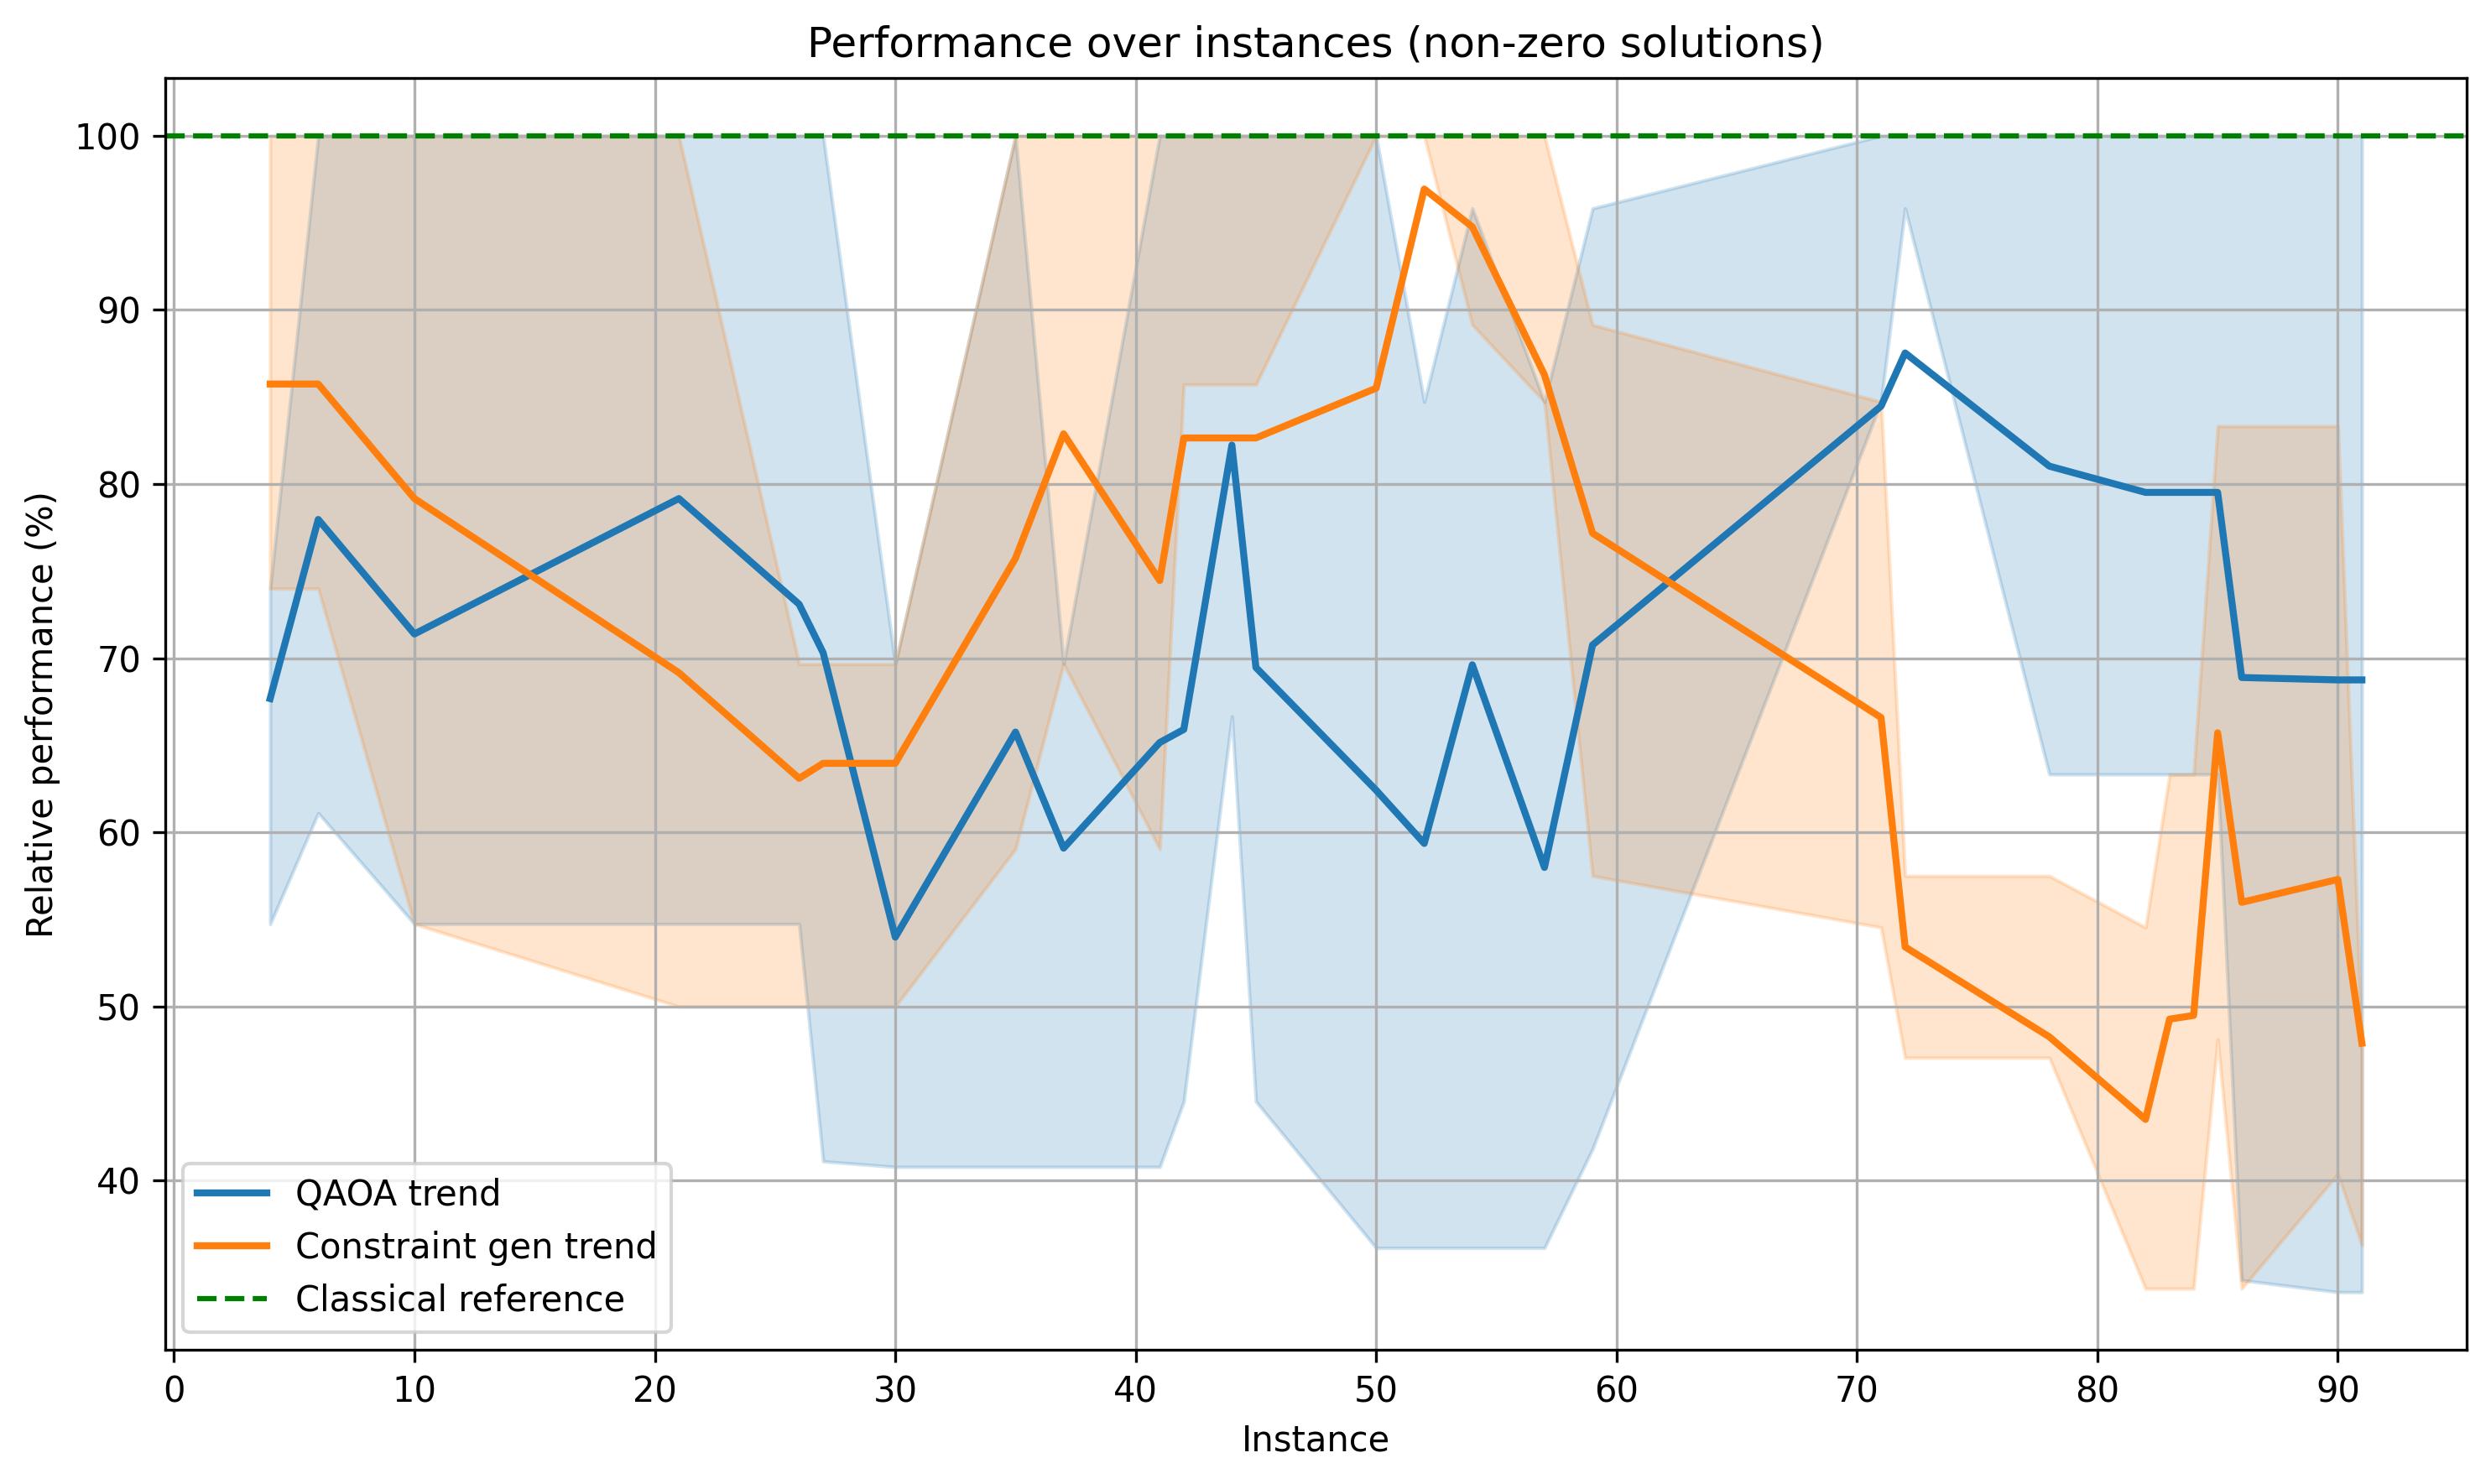 Performance over instances (non-zero solutions)
Relative performance (%)
100
90
80
70
60
50
40
QAOA trend
Constraint gen trend
Classical reference
0 10 20 30 40 50 60 70 80 90
Instance